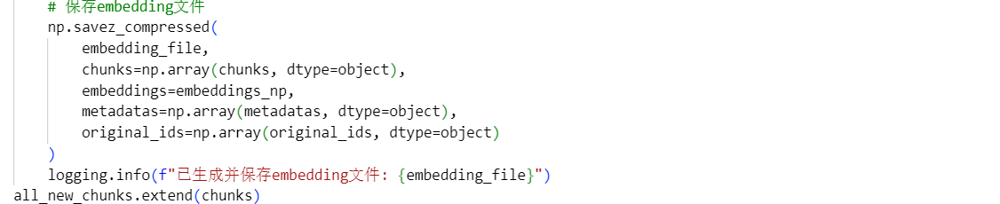 # 保存embedding文件
np.savez_compressed(
embedding_file,
chunks=np.array(chunks, dtype=object),
embeddings=embeddings_np,
metadatas=np.array(metadatas, dtype=object),
original_ids=np.array(original_ids, dtype=object)
)
logging.info(f"已生成并保存embedding文件: {embedding_file}")
all_new_chunks.extend(chunks)